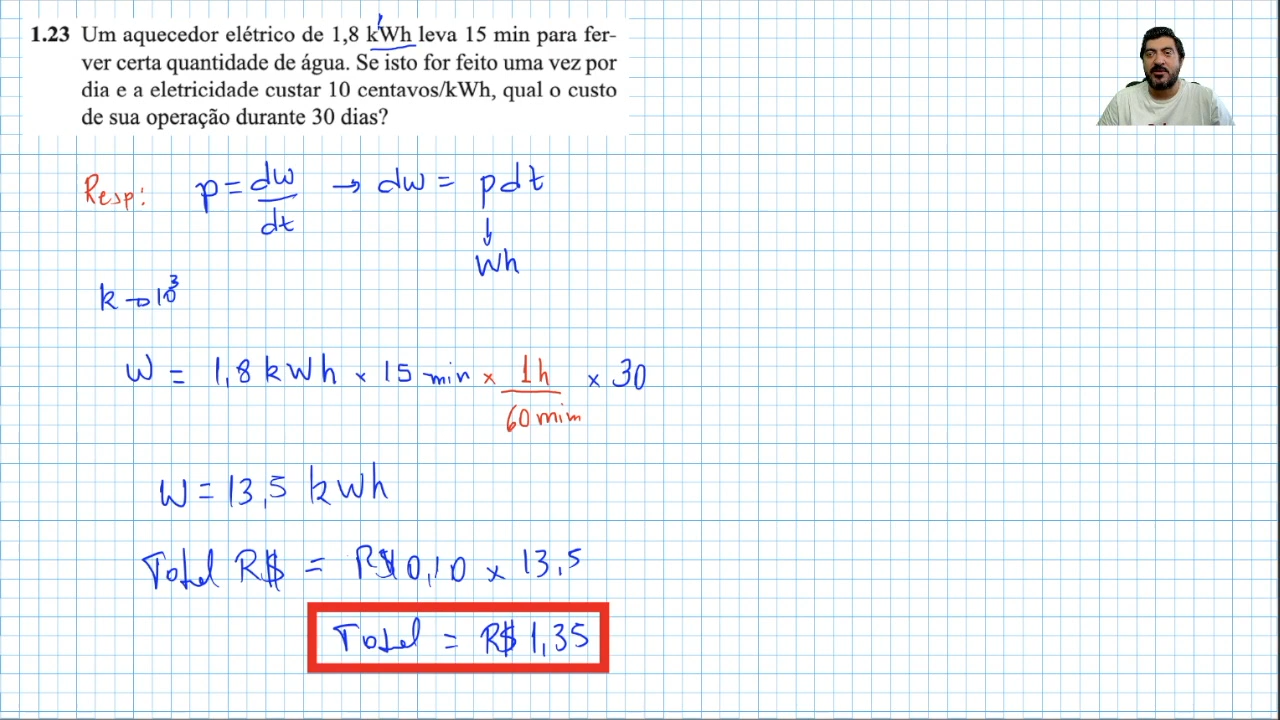 1.23 Um aquecedor elétrico de 1,8 kWh leva 15 min para fer-
ver certa quantidade de água. Se isto for feito uma vez por
dia e a eletricidade custar 10 centavos/kWh, qual o custo
de sua operação durante 30 dias?
Resp: p = dw/dt → dw = p dt
↓
Wh
k → 10³
W = 1,8 kWh × 15 min × 1h/60 min × 30
W = 13,5 kWh
Total R$ = R$ 0,10 × 13,5
Total = R$ 1,35